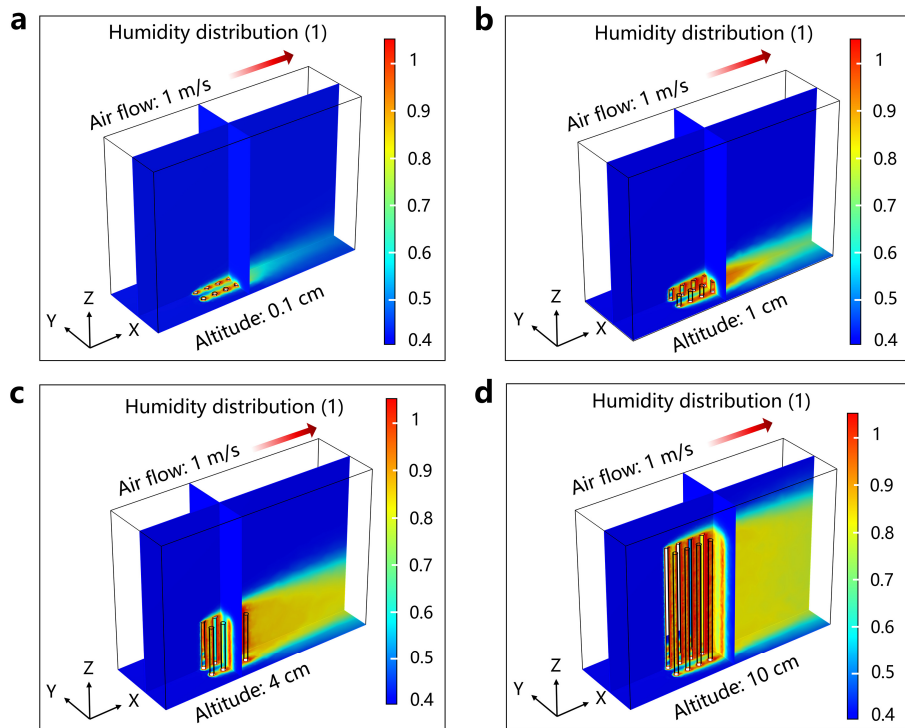 a
Humidity distribution (1)
Air flow: 1 m/s
1
0.9
0.8
0.7
0.6
0.5
0.4
Z
Y
X
Altitude: 0.1 cm
b
Humidity distribution (1)
Air flow: 1 m/s
1
0.9
0.8
0.7
0.6
0.5
0.4
Z
Y
X
Altitude: 1 cm
c
Humidity distribution (1)
Air flow: 1 m/s
1
0.9
0.8
0.7
0.6
0.5
0.4
Z
Y
X
Altitude: 4 cm
d
Humidity distribution (1)
Air flow: 1 m/s
1
0.9
0.8
0.7
0.6
0.5
0.4
Z
Y
X
Altitude: 10 cm